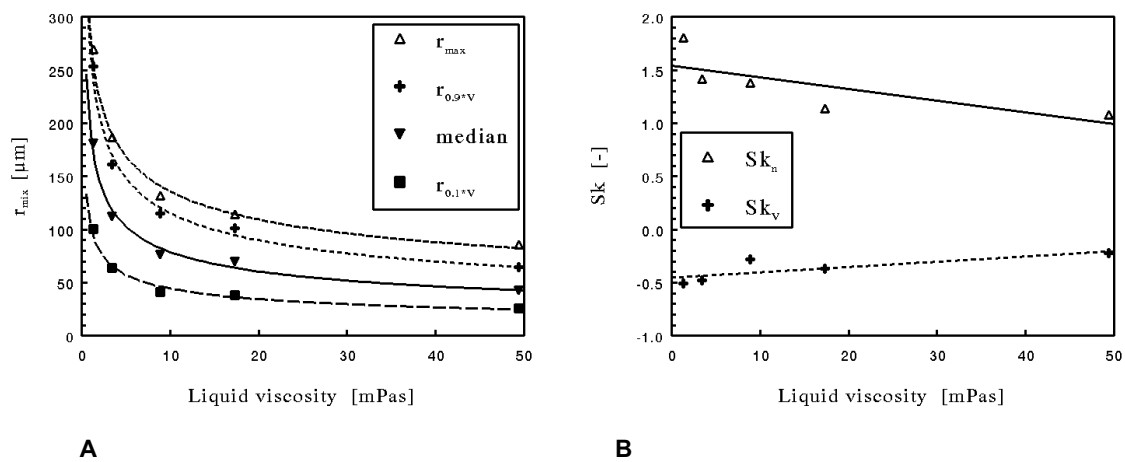 300
250
200
150
100
50
0
r_mix [µm]
r_max
r_0.9*V
median
r_0.1*V
0 10 20 30 40 50
Liquid viscosity [mPas]
A
2.0
1.5
1.0
0.5
0.0
-0.5
-1.0
Sk [-]
Sk_n
Sk_V
0 10 20 30 40 50
Liquid viscosity [mPas]
B